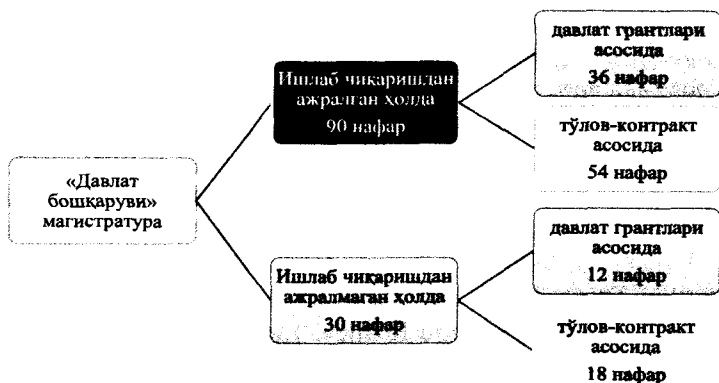 «Давлат
бошқаруви»
магистратура
Ишлаб чиқаришдан
ажралган ҳолда
90 нафар
давлат грантлари
асосида
36 нафар
тўлов-контракт
асосида
54 нафар
Ишлаб чиқаришдан
ажралмаган ҳолда
30 нафар
давлат грантлари
асосида
12 нафар
тўлов-контракт
асосида
18 нафар